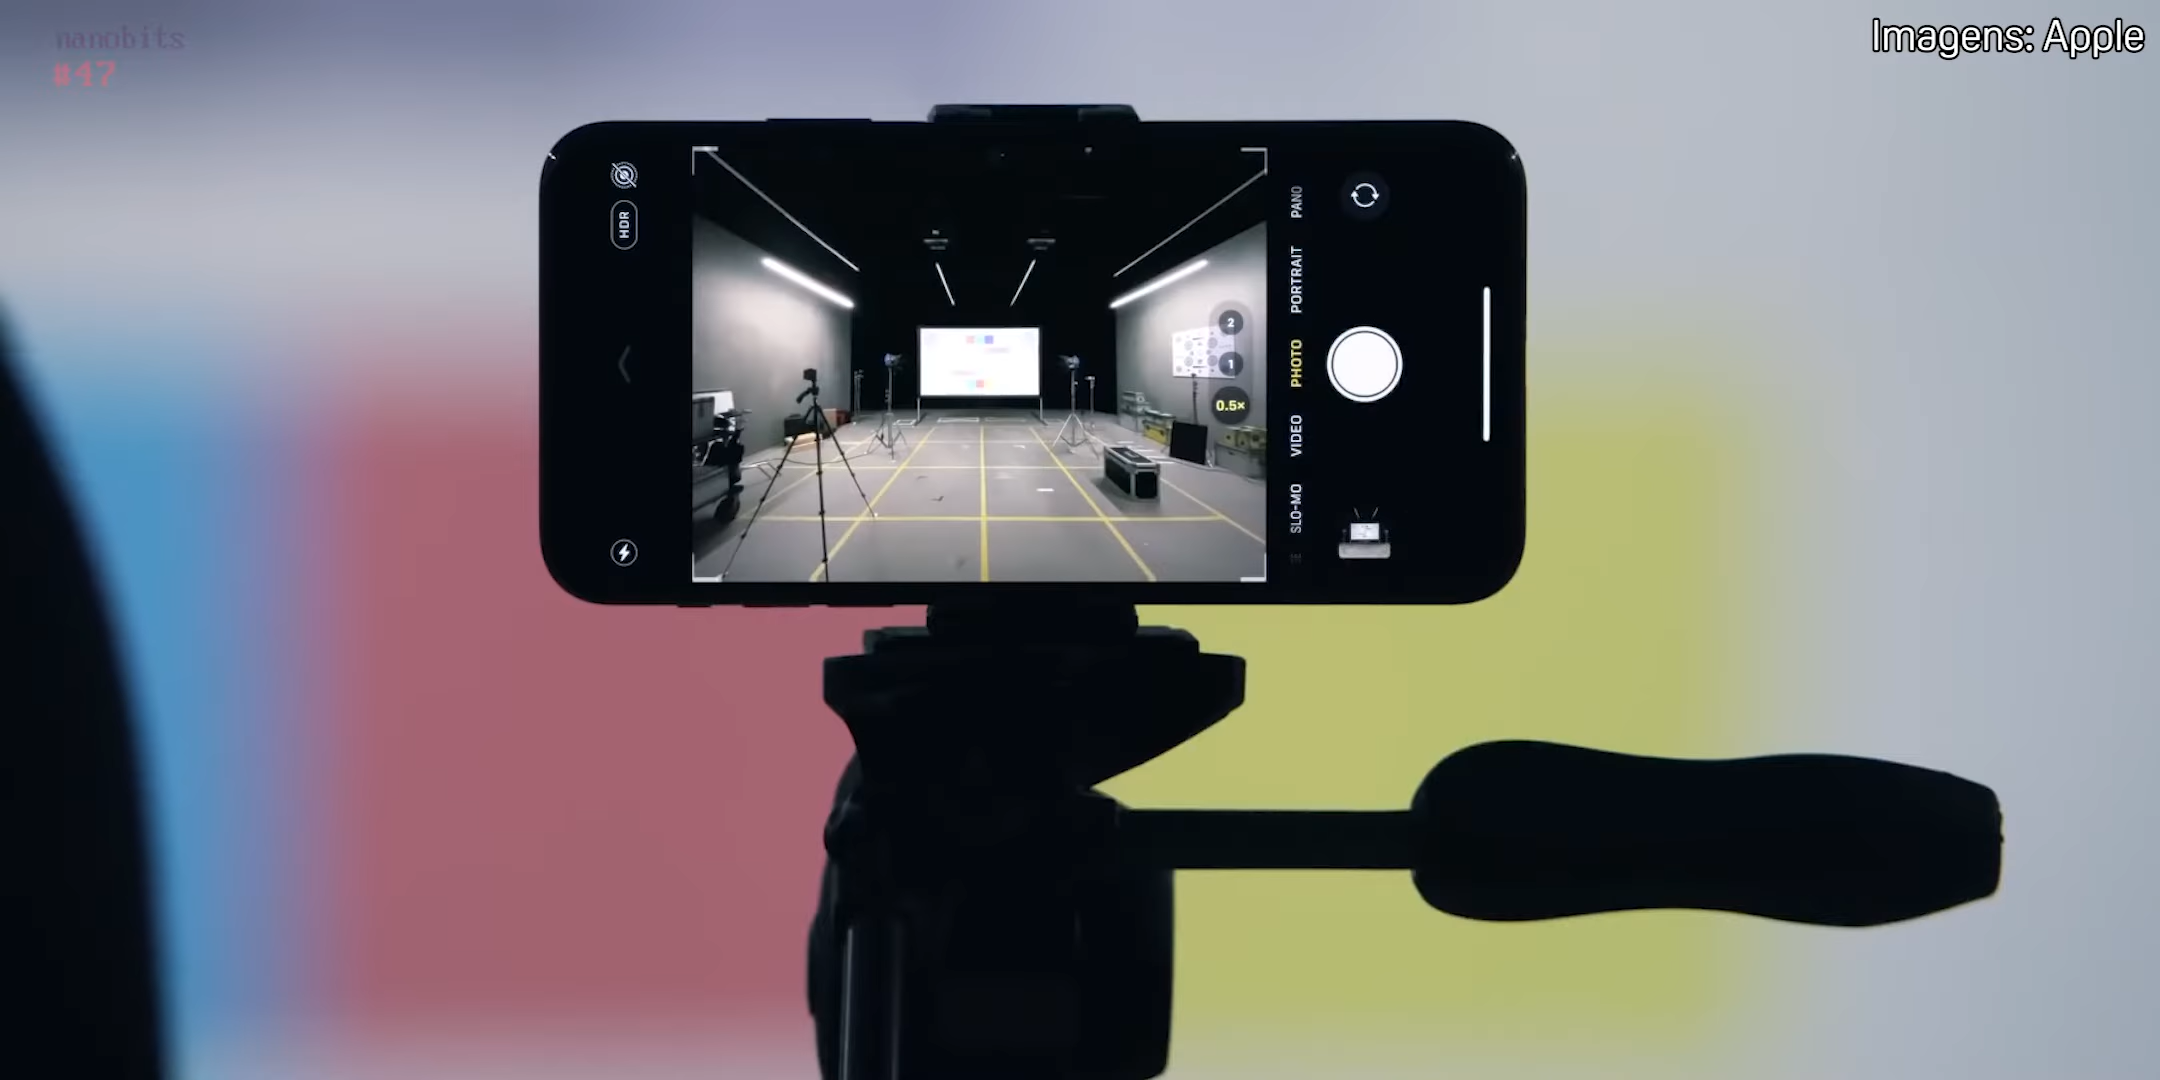 nanobits
#47
Imagens: Apple
HDR
PANO
PORTRAIT
PHOTO
VIDEO
SLO-MO
2
1
0.5×